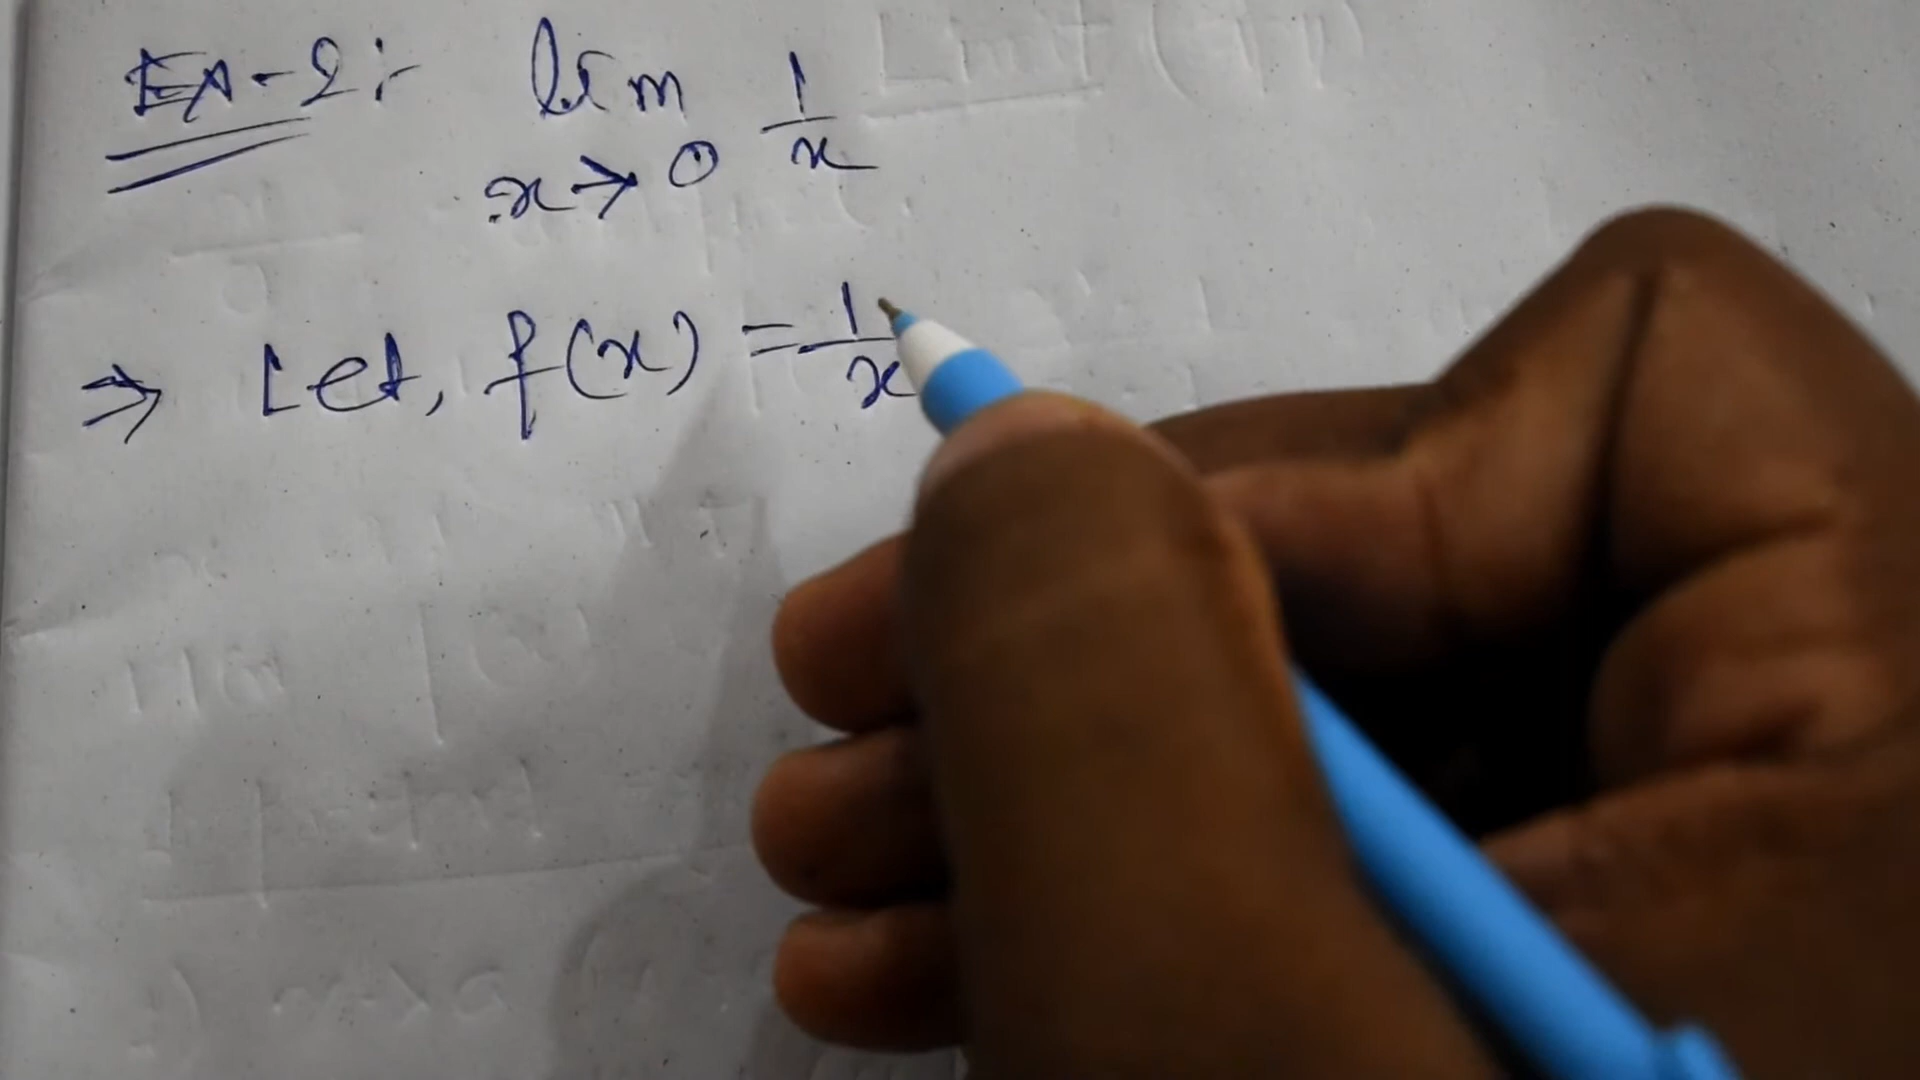 Ex-2:- lim 1/x
x→0
⇒ Let, f(x) = 1/x